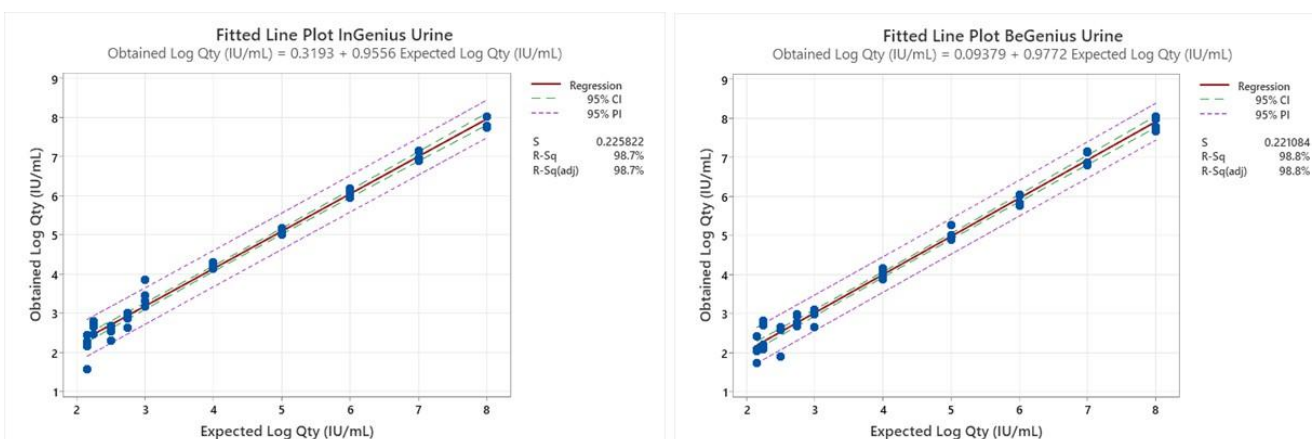 Fitted Line Plot InGenius Urine
Obtained Log Qty (IU/mL) = 0.3193 + 0.9556 Expected Log Qty (IU/mL)
Obtained Log Qty (IU/mL)
9
8
7
6
5
4
3
2
1
2 3 4 5 6 7 8
Expected Log Qty (IU/mL)
Regression
95% CI
95% PI
S 0.225822
R-Sq 98.7%
R-Sq(adj) 98.7%
Fitted Line Plot BeGenius Urine
Obtained Log Qty (IU/mL) = 0.09379 + 0.9772 Expected Log Qty (IU/mL)
Obtained Log Qty (IU/mL)
9
8
7
6
5
4
3
2
1
2 3 4 5 6 7 8
Expected Log Qty (IU/mL)
Regression
95% CI
95% PI
S 0.221084
R-Sq 98.8%
R-Sq(adj) 98.8%